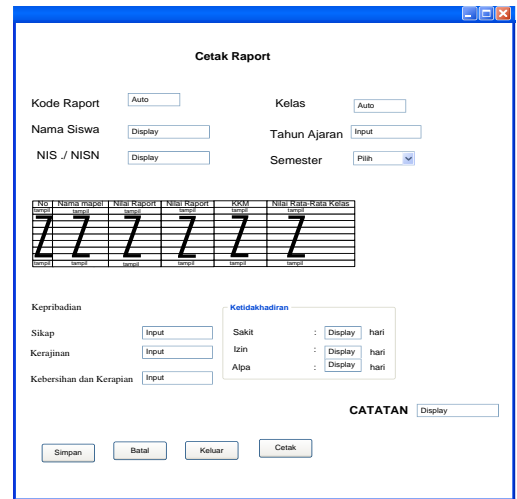 Cetak Raport
Kode Raport Auto Kelas Auto
Nama Siswa Display Tahun Ajaran Input
NIS ./ NISN Display Semester Pilih
No Nama mapel Nilai Raport Nilai Raport KKM Nilai Rata-Rata Kelas
tampil tampil tampil tampil tampil tampil
Z Z Z Z Z Z
tampil tampil tampil tampil tampil tampil
Kepribadian Ketidakhadiran
Sikap Input Sakit : Display hari
Kerajinan Input Izin : Display hari
Kebersihan dan Kerapian Input Alpa : Display hari
CATATAN Display
Simpan Batal Keluar Cetak